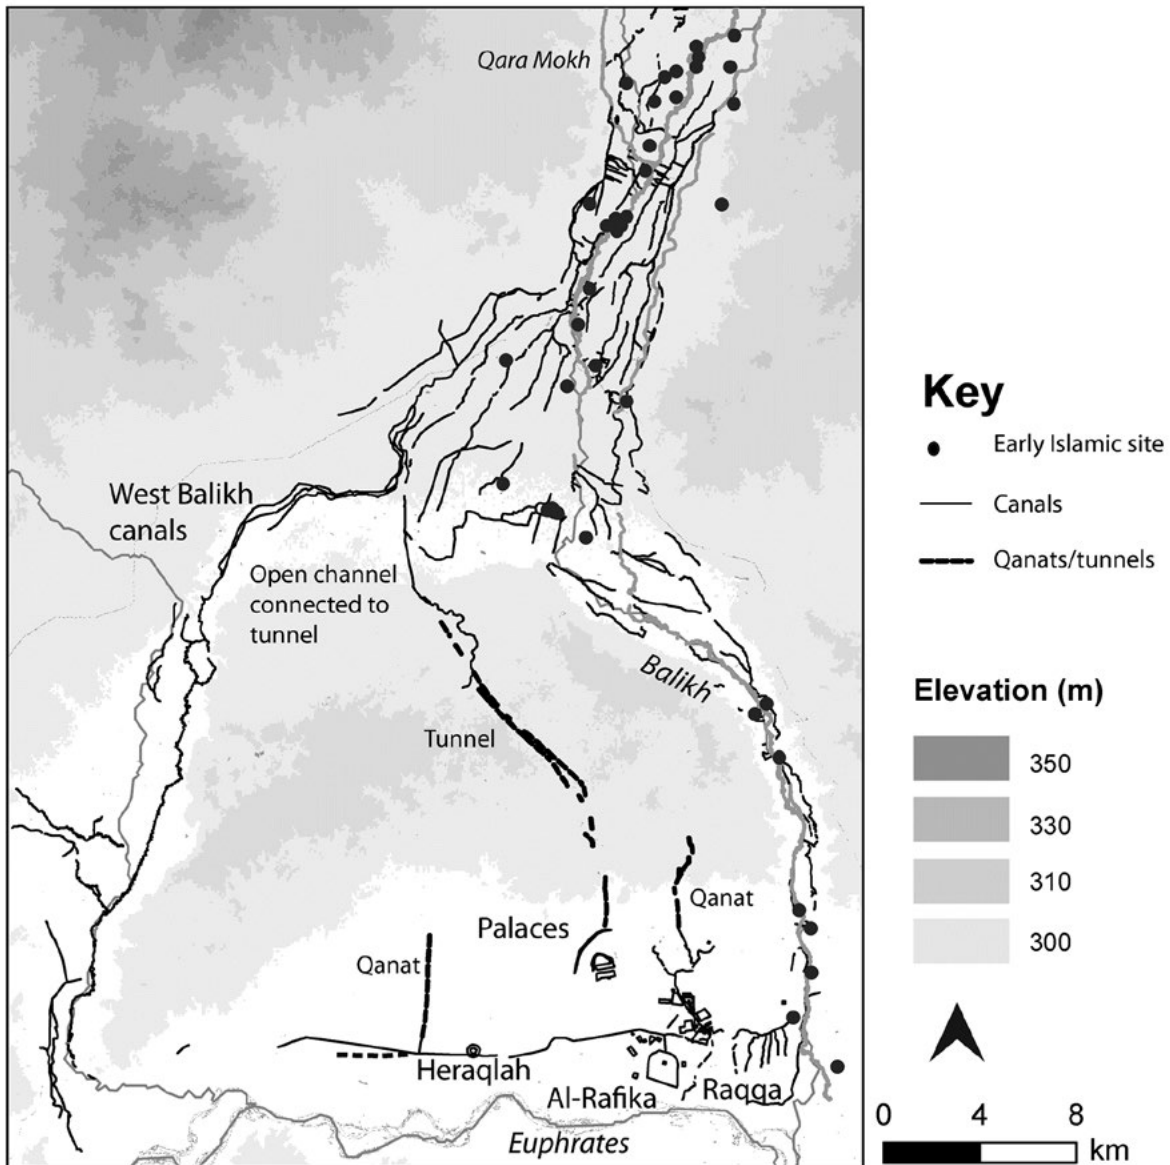 Qara Mokh
West Balikh
canals
Open channel
connected to
tunnel
Balikh
Tunnel
Qanat
Palaces
Qanat
Heraqlah
Al-Rafika
Raqqa
Euphrates
Key
Early Islamic site
Canals
Qanats/tunnels
Elevation (m)
350
330
310
300
0 4 8
km